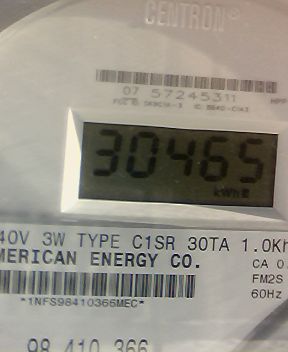 CENTRON®
07 57245311
30465
kWh
40V 3W TYPE C1SR 30TA 1.0Kh
MERICAN ENERGY CO.
CA 0
FM2S
*1NFS98410366MEC*
60Hz
98 410 366